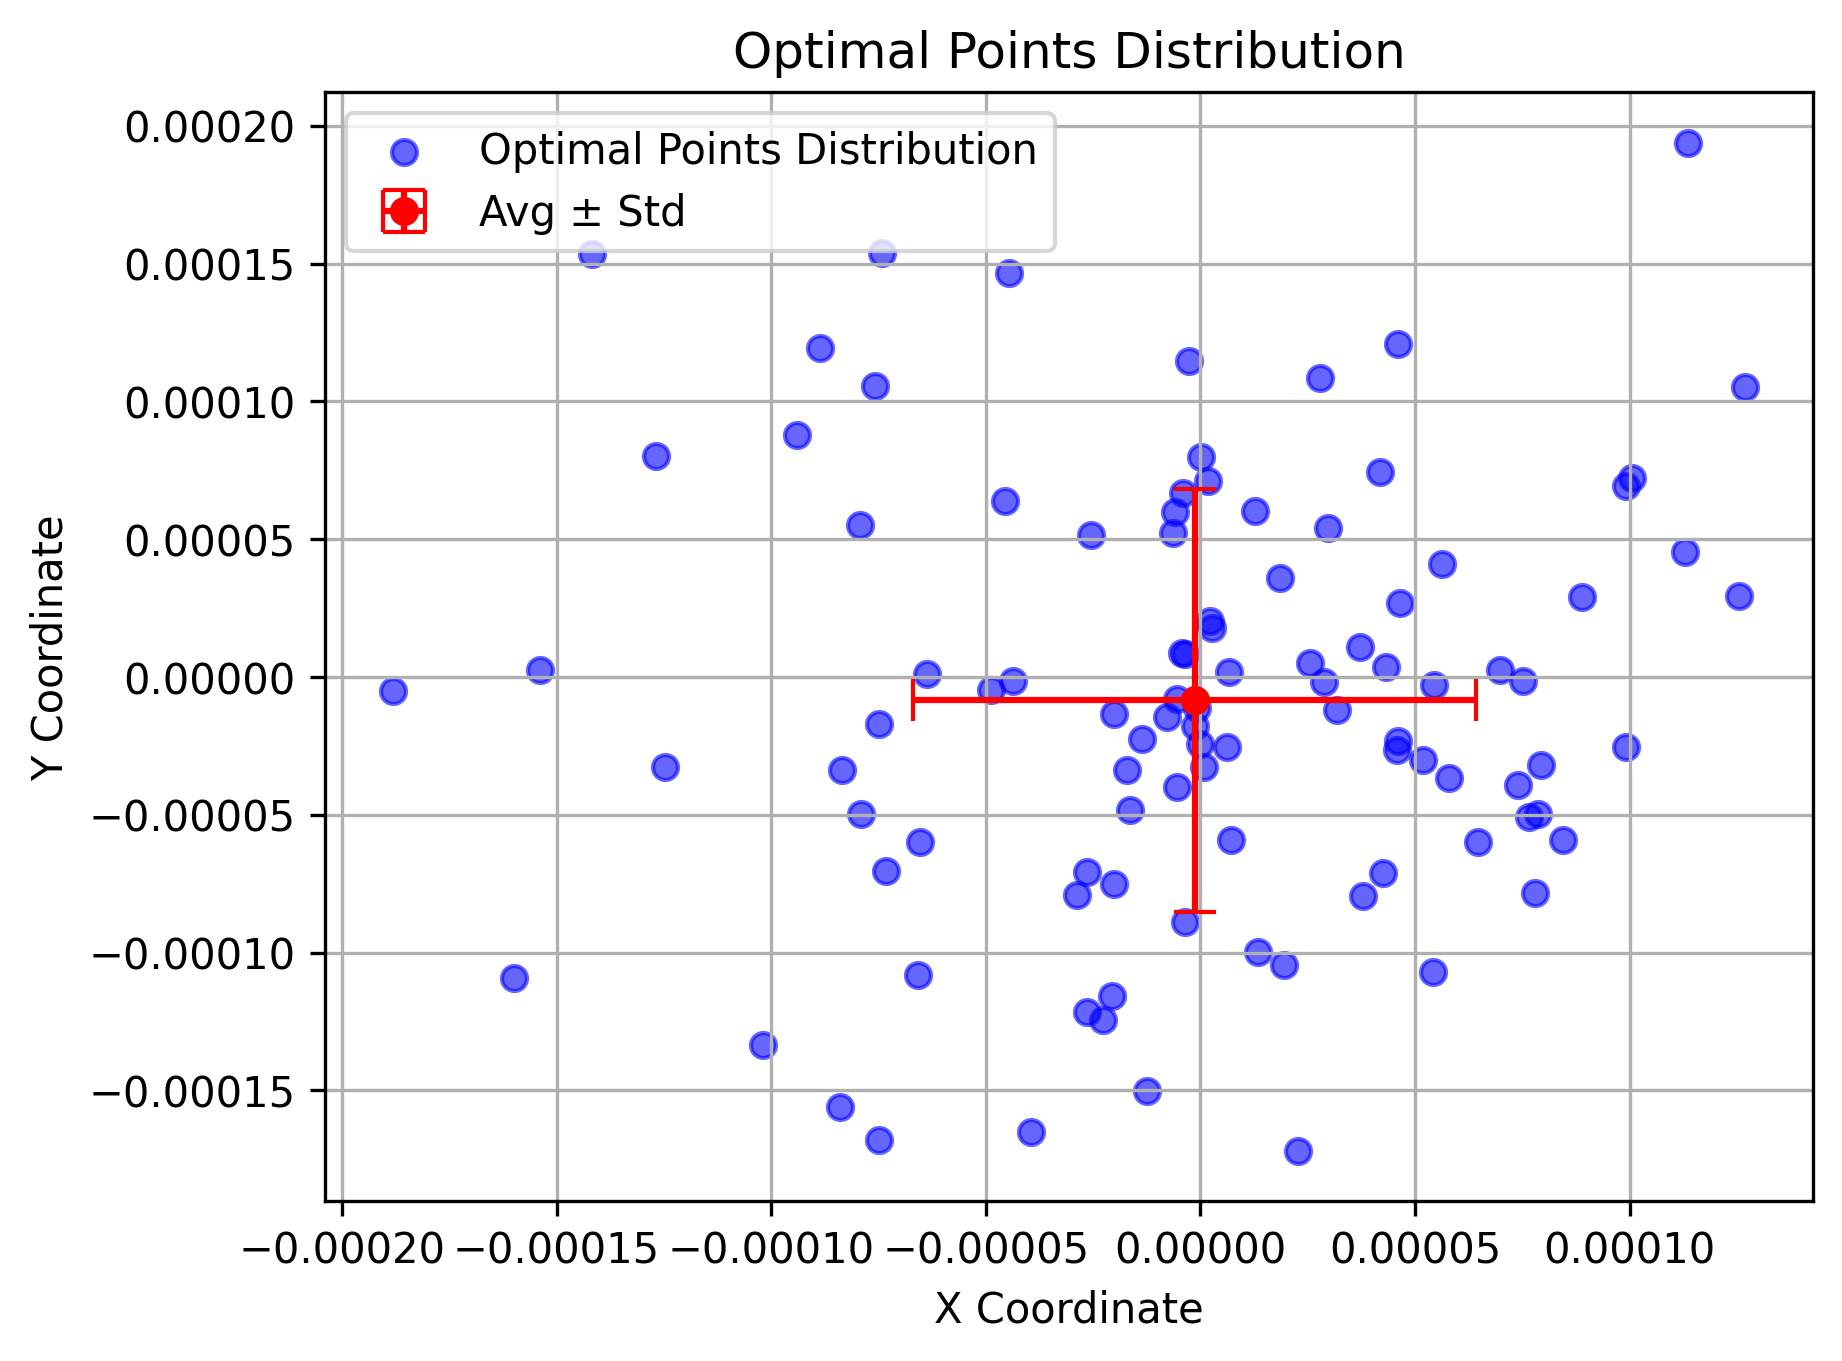 Optimal Points Distribution
Optimal Points Distribution
Avg ± Std
0.00020
0.00015
0.00010
0.00005
0.00000
−0.00005
−0.00010
−0.00015
Y Coordinate
−0.00020 −0.00015 −0.00010 −0.00005 0.00000 0.00005 0.00010
X Coordinate